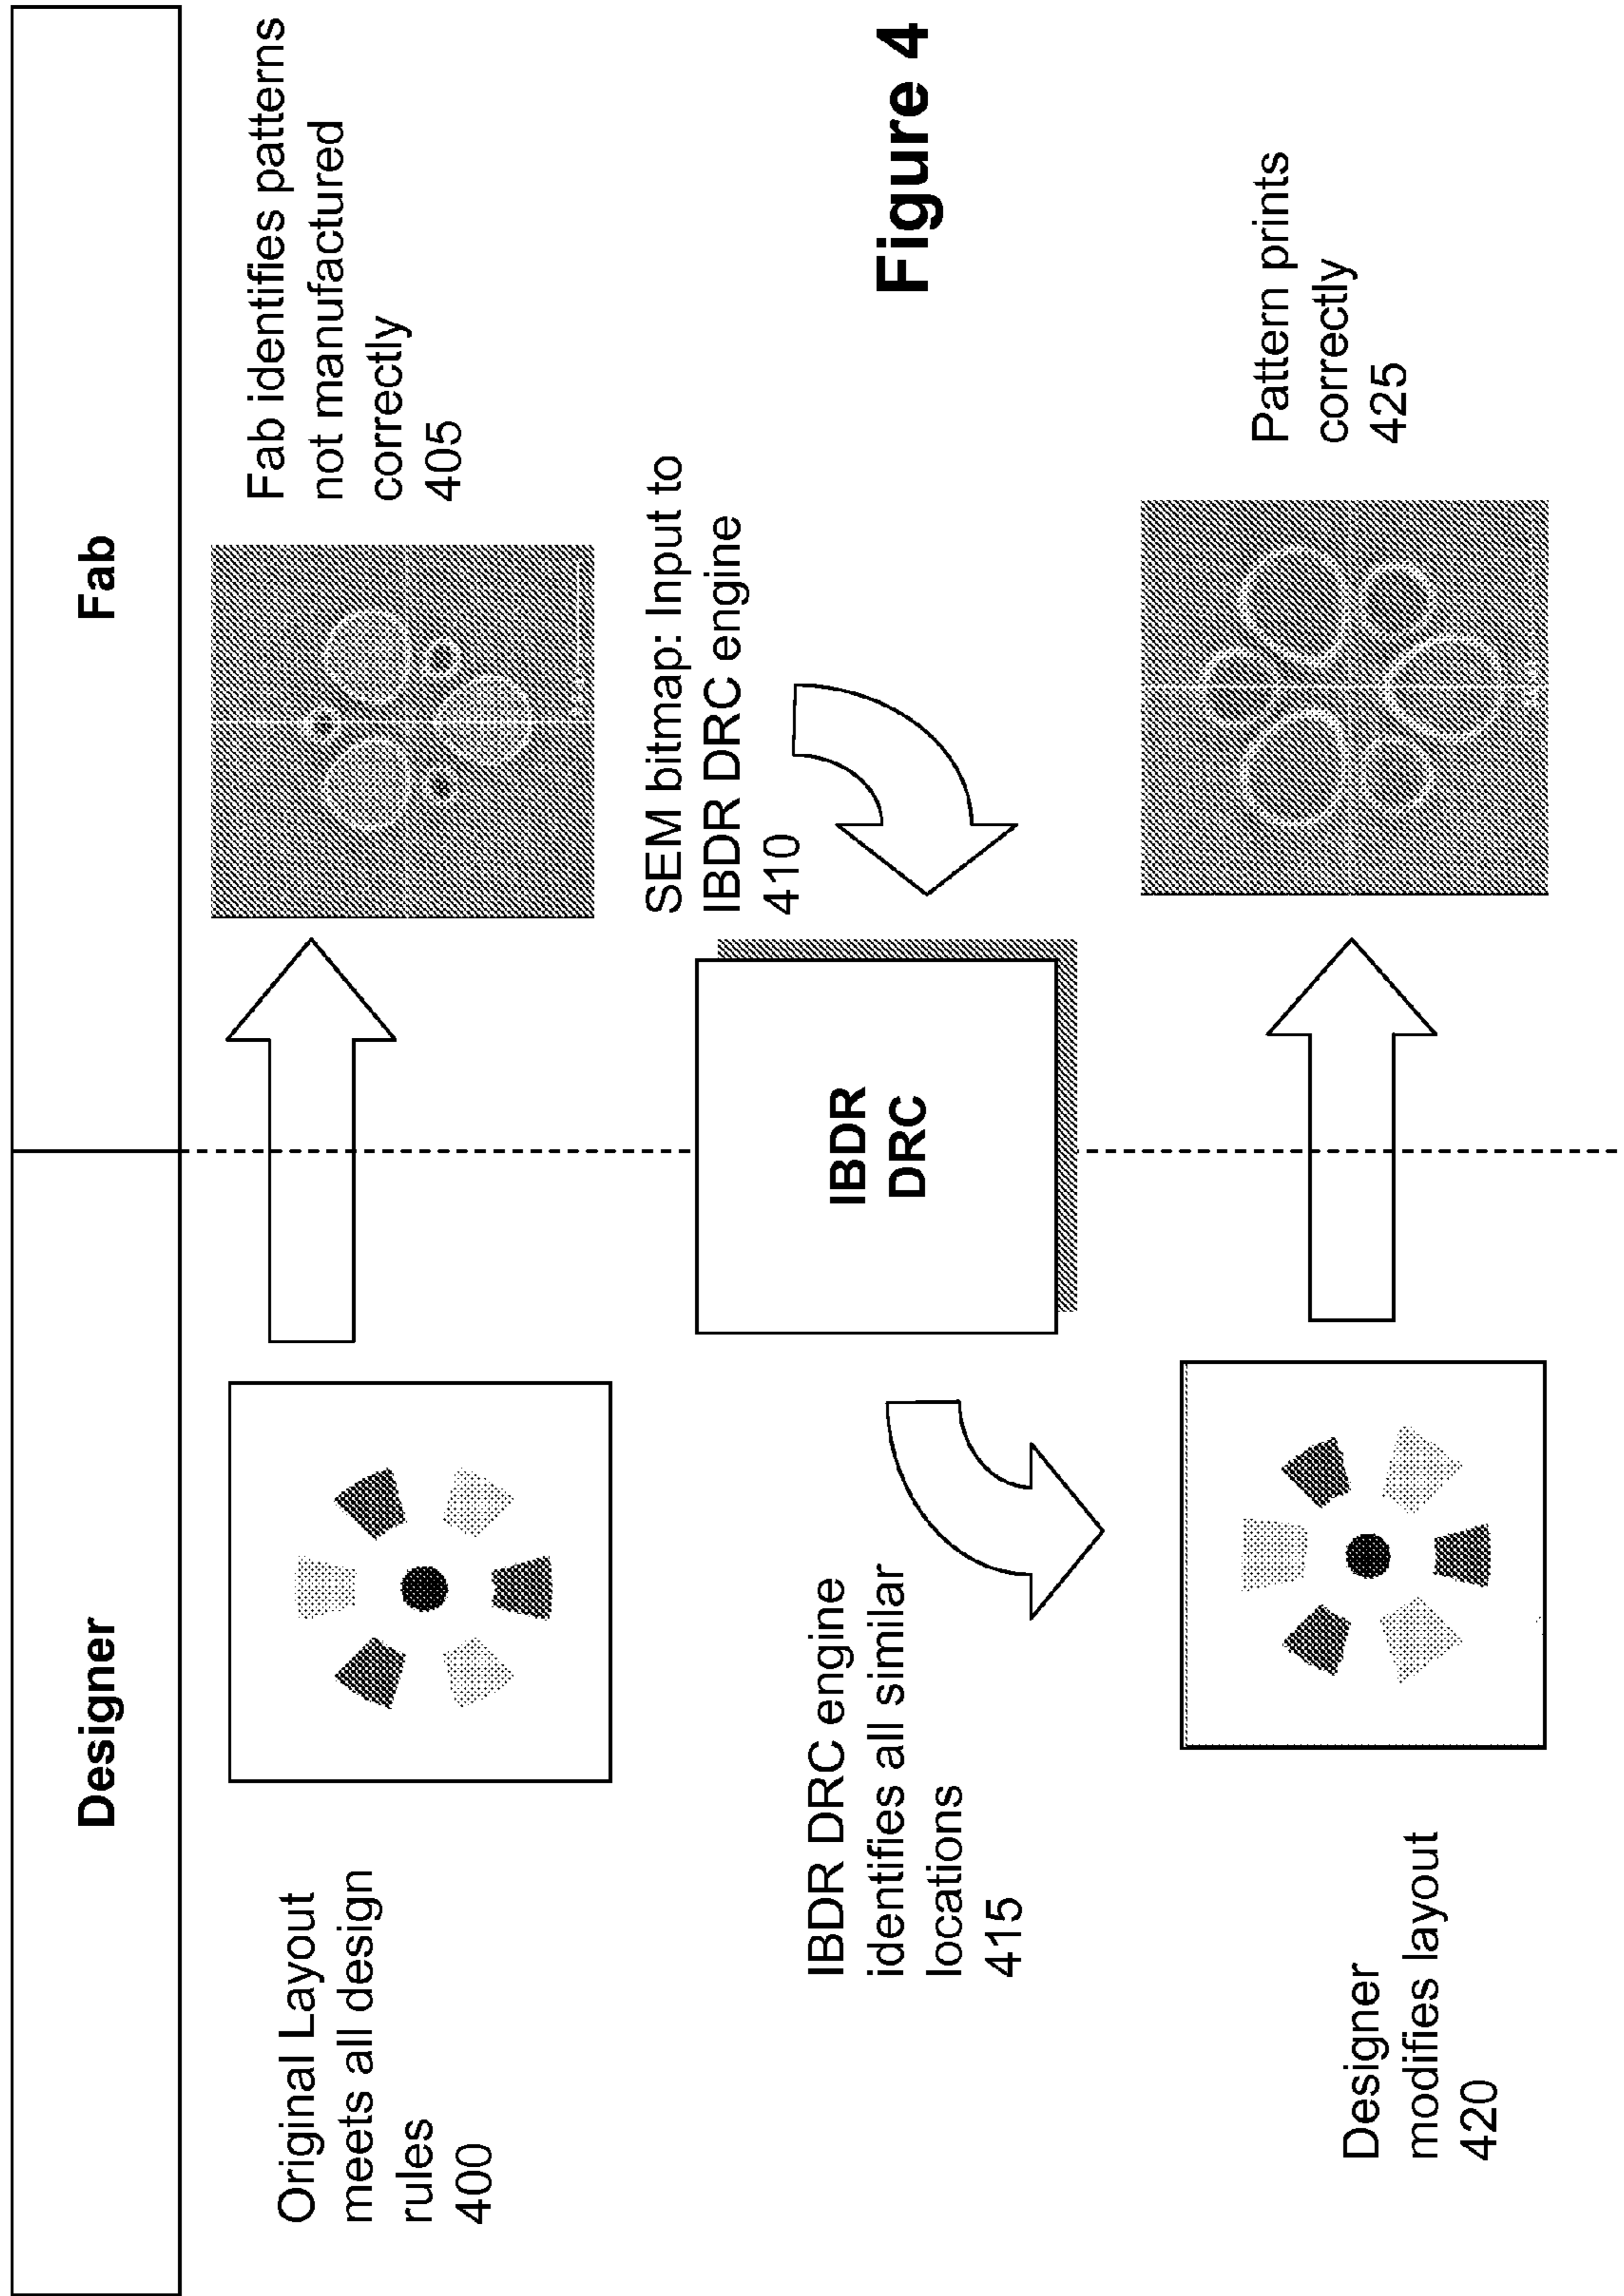 Designer
Fab
Original Layout
meets all design
rules
400
Fab identifies patterns
not manufactured
correctly
405
SEM bitmap: Input to
IBDR DRC engine
410
IBDR
DRC
IBDR DRC engine
identifies all similar
locations
415
Designer
modifies layout
420
Pattern prints
correctly
425
Figure 4